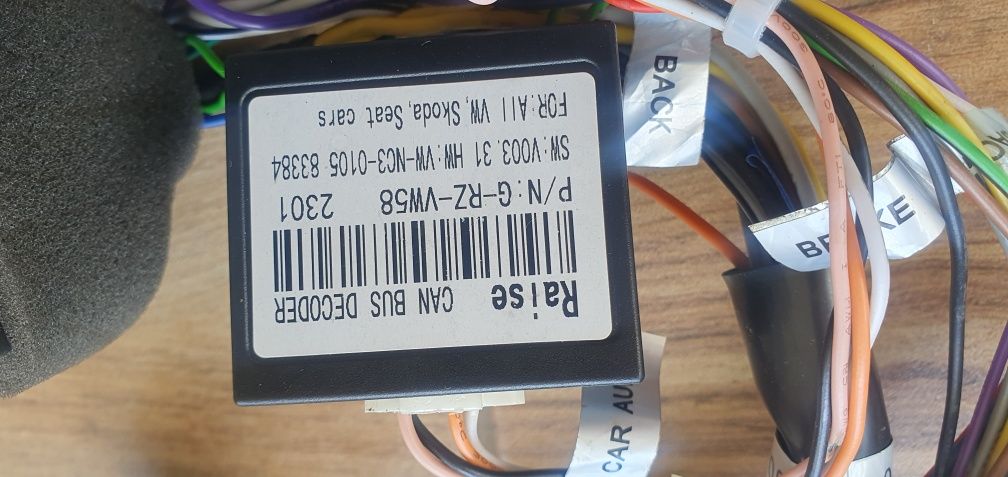 Raise CAN BUS DECODER
P/N:G-RZ-VW58 2301
SW:V003.31 HW:VW-NC3-0105 83384
FOR:All VW,Skoda,Seat cars
BACK
CAR AU